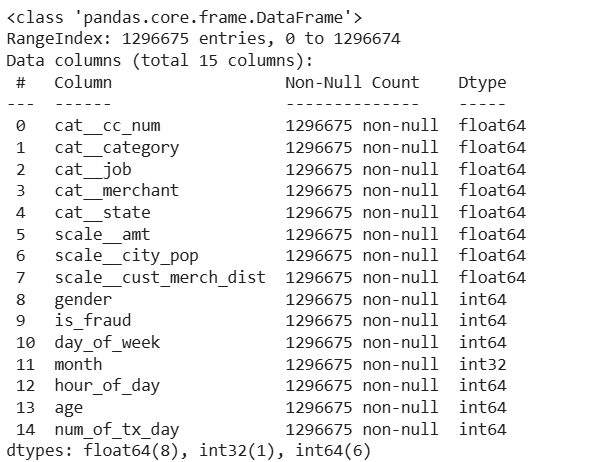 <class 'pandas.core.frame.DataFrame'>
RangeIndex: 1296675 entries, 0 to 1296674
Data columns (total 15 columns):
 #   Column                 Non-Null Count    Dtype
---  ------                 --------------    -----
 0   cat__cc_num            1296675 non-null  float64
 1   cat__category          1296675 non-null  float64
 2   cat__job               1296675 non-null  float64
 3   cat__merchant          1296675 non-null  float64
 4   cat__state             1296675 non-null  float64
 5   scale__amt             1296675 non-null  float64
 6   scale__city_pop        1296675 non-null  float64
 7   scale__cust_merch_dist 1296675 non-null  float64
 8   gender                 1296675 non-null  int64
 9   is_fraud               1296675 non-null  int64
 10  day_of_week            1296675 non-null  int64
 11  month                  1296675 non-null  int32
 12  hour_of_day            1296675 non-null  int64
 13  age                    1296675 non-null  int64
 14  num_of_tx_day          1296675 non-null  int64
dtypes: float64(8), int32(1), int64(6)